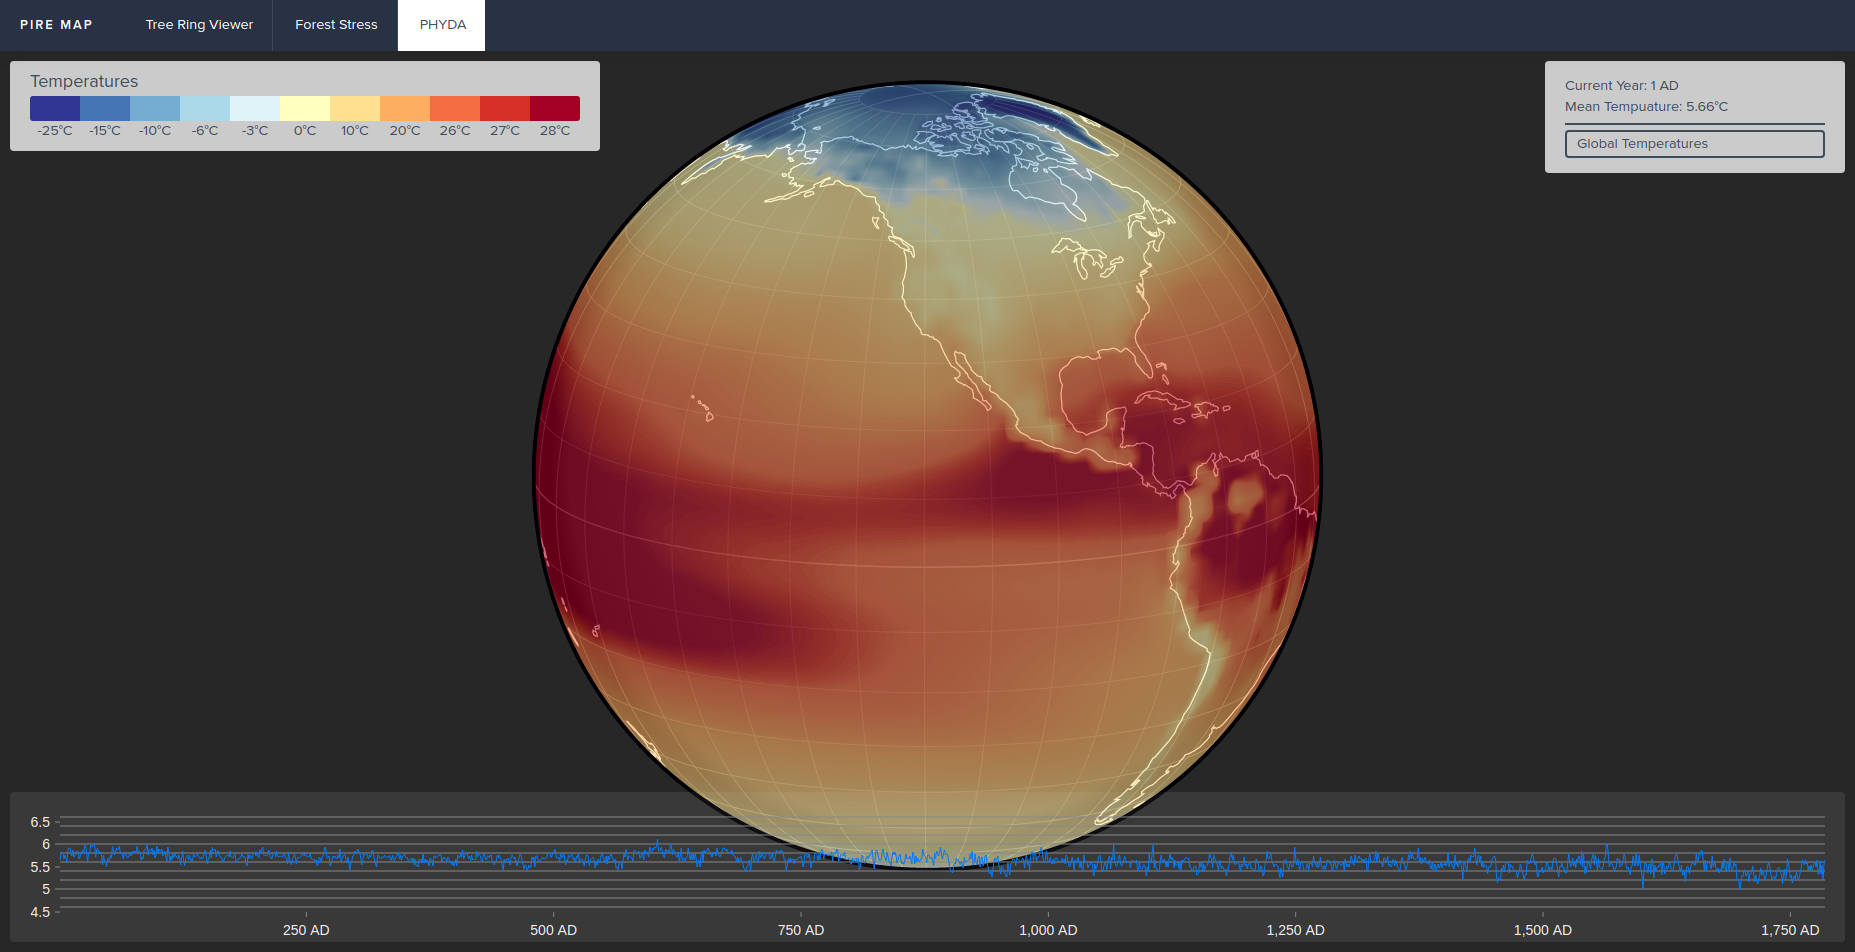 PIRE MAP Tree Ring Viewer Forest Stress PHYDA
Temperatures
-25°C -15°C -10°C -6°C -3°C 0°C 10°C 20°C 26°C 27°C 28°C
Current Year: 1 AD
Mean Tempuature: 5.66°C
Global Temperatures
6.5
6
5.5
5
4.5
250 AD 500 AD 750 AD 1,000 AD 1,250 AD 1,500 AD 1,750 AD